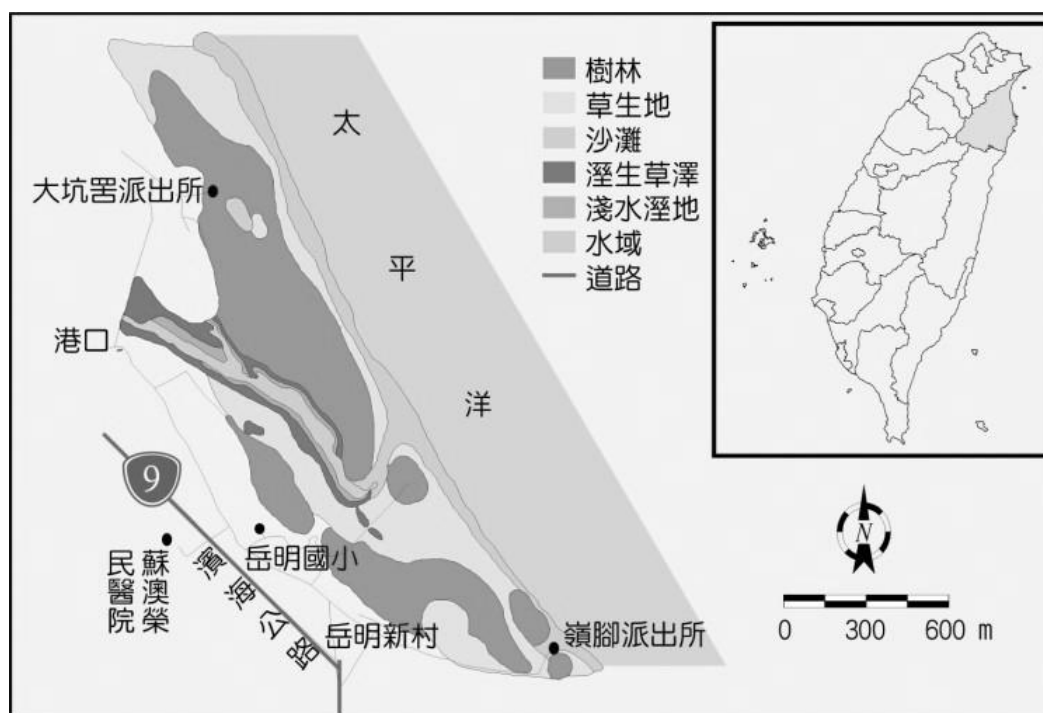 樹林
草生地
沙灘
溼生草澤
淺水溼地
水域
道路
太平洋
大坑罟派出所
港口
9
岳明國小
蘇澳榮
民醫院
濱海公路
岳明新村
嶺腳派出所
N
0 300 600 m